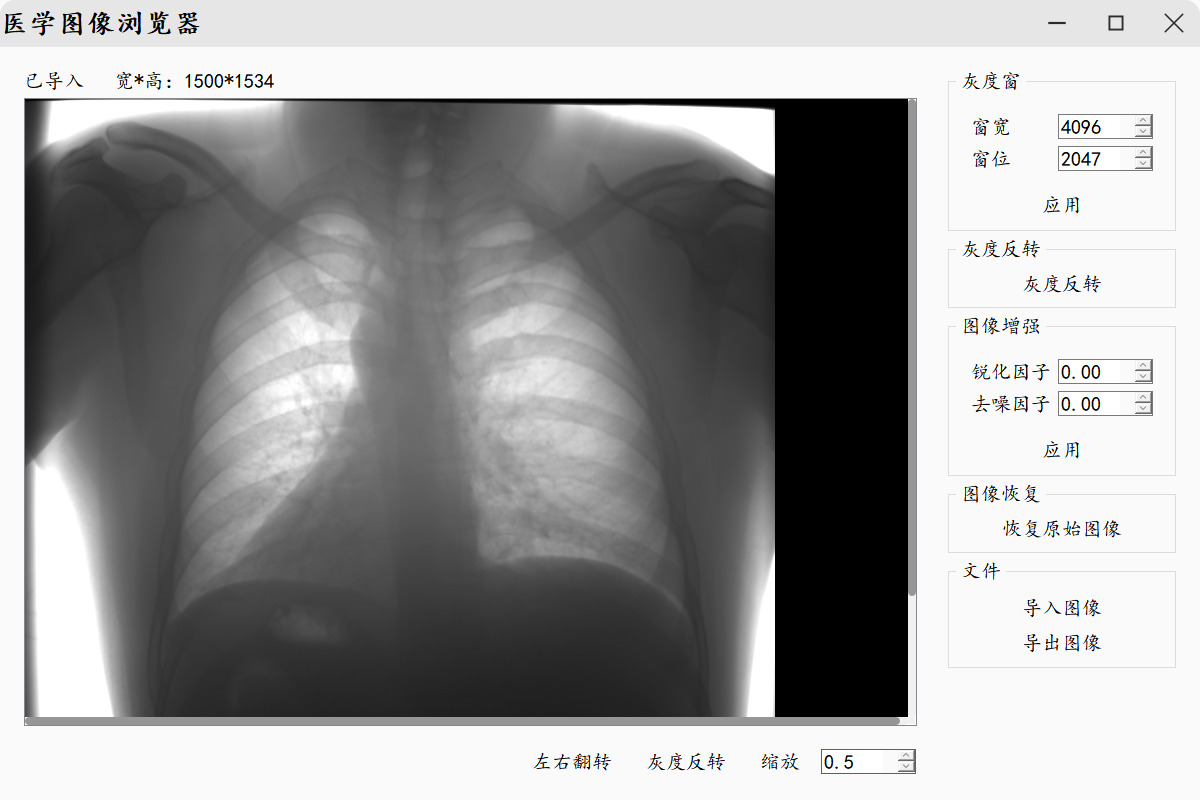 医学图像浏览器
已导入 宽*高: 1500*1534
灰度窗
窗宽 4096
窗位 2047
应用
灰度反转
灰度反转
图像增强
锐化因子 0.00
去噪因子 0.00
应用
图像恢复
恢复原始图像
文件
导入图像
导出图像
左右翻转 灰度反转 缩放 0.5